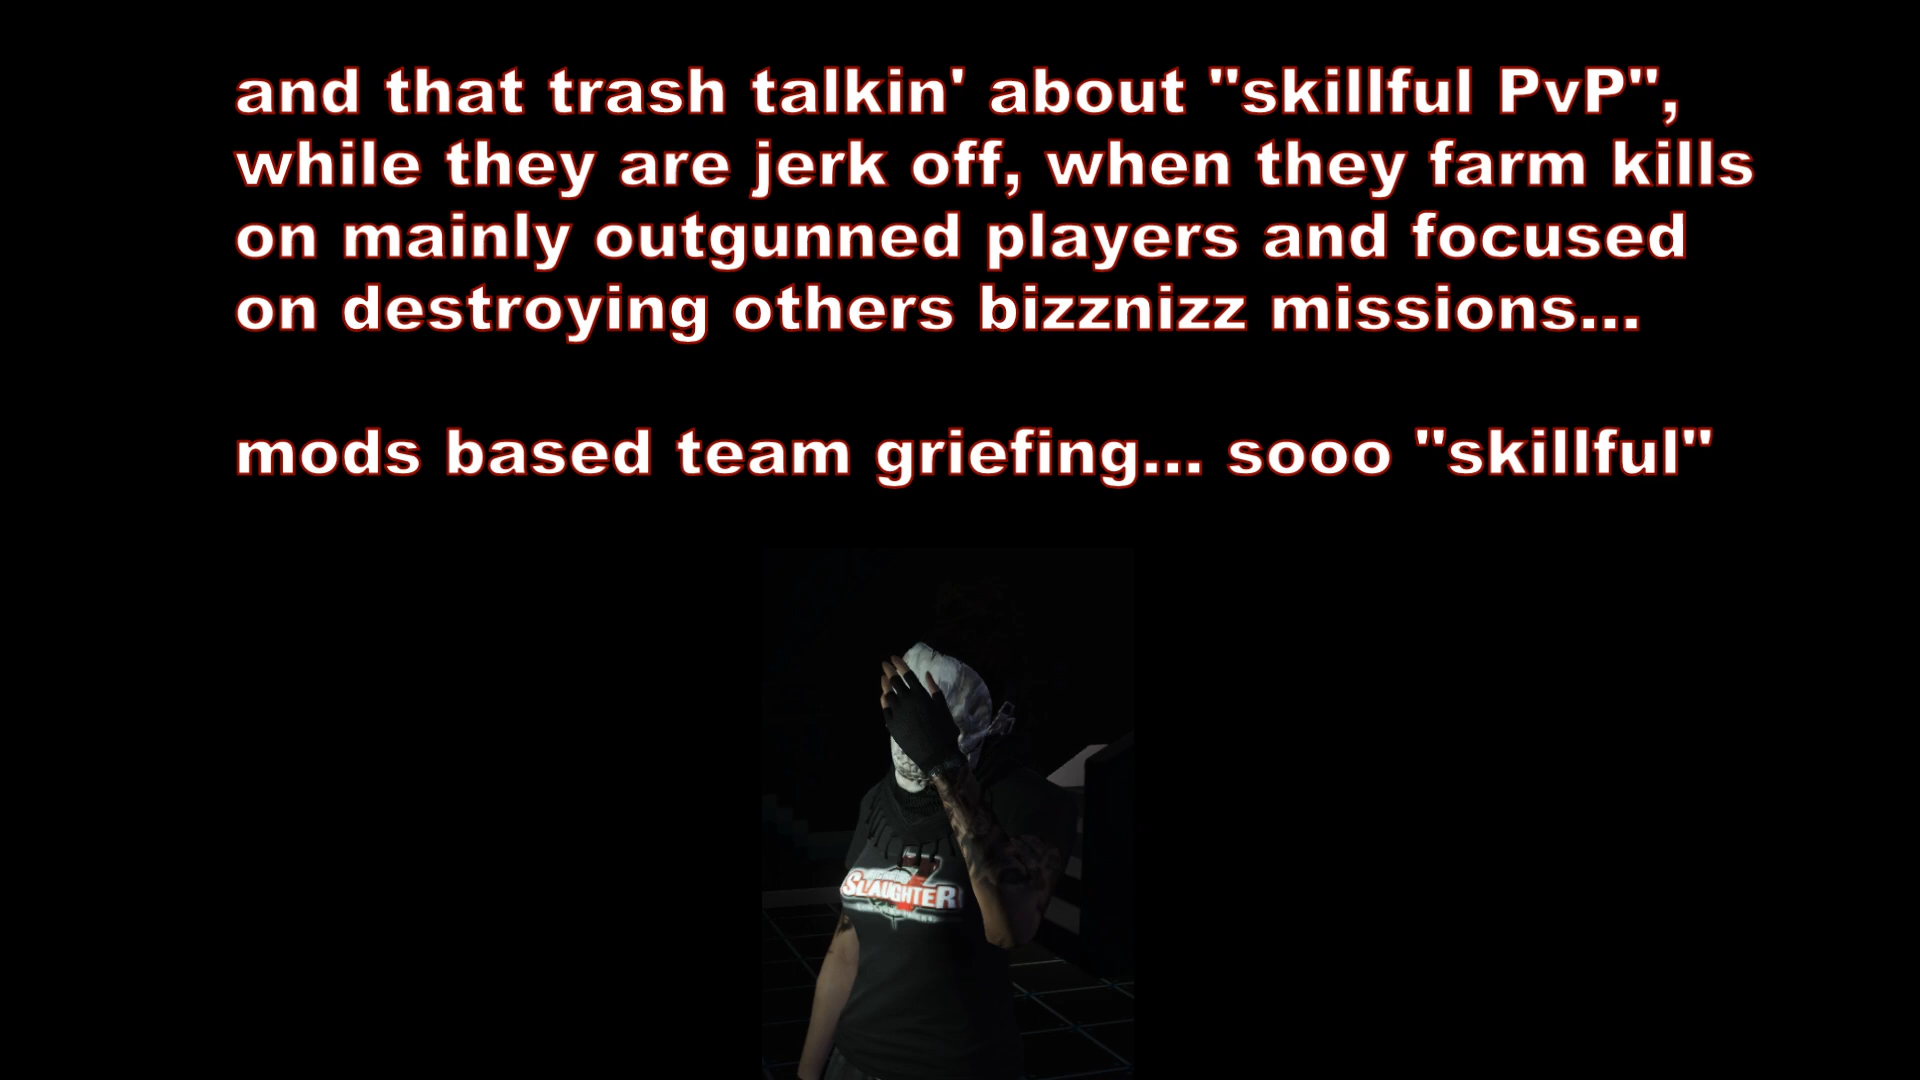 and that trash talkin' about "skillful PvP",
while they are jerk off, when they farm kills
on mainly outgunned players and focused
on destroying others bizznizz missions...
mods based team griefing... sooo "skillful"
SLAUGHTER